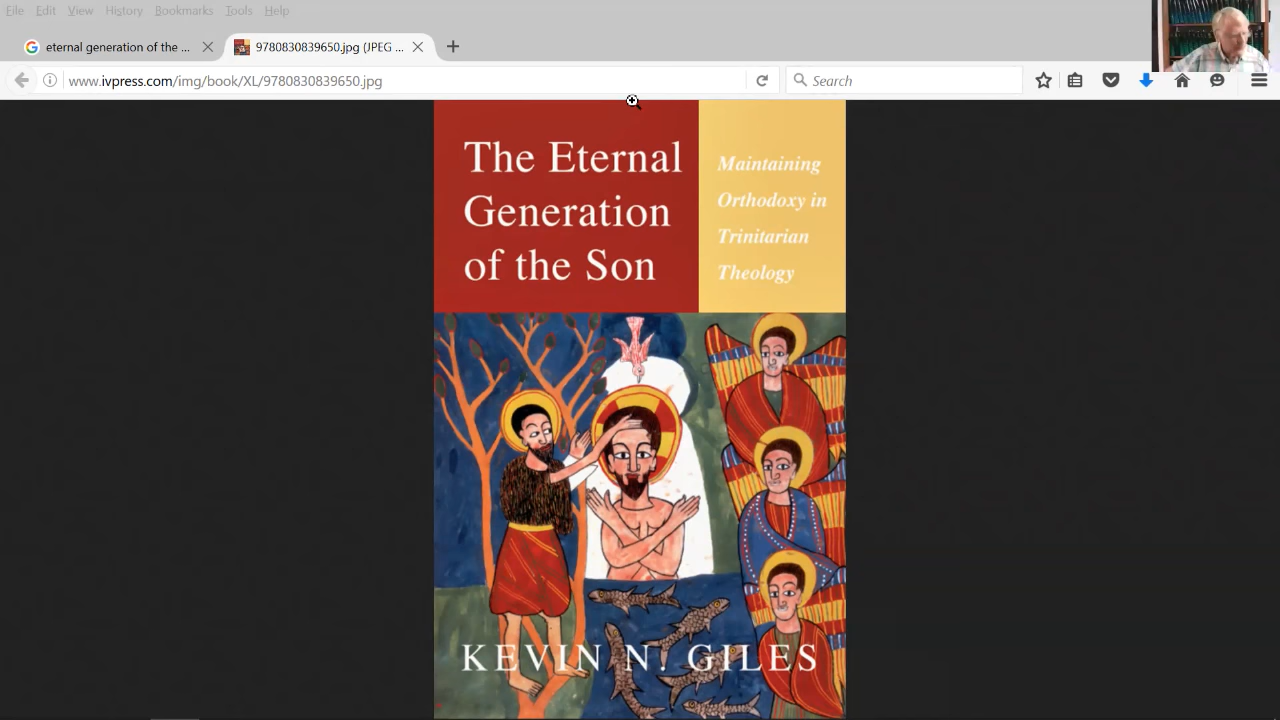 File Edit View History Bookmarks Tools Help
eternal generation of the ...
9780830839650.jpg (JPEG ...
www.ivpress.com/img/book/XL/9780830839650.jpg
Search
The Eternal
Generation
of the Son
Maintaining
Orthodoxy in
Trinitarian
Theology
KEVIN N. GILES